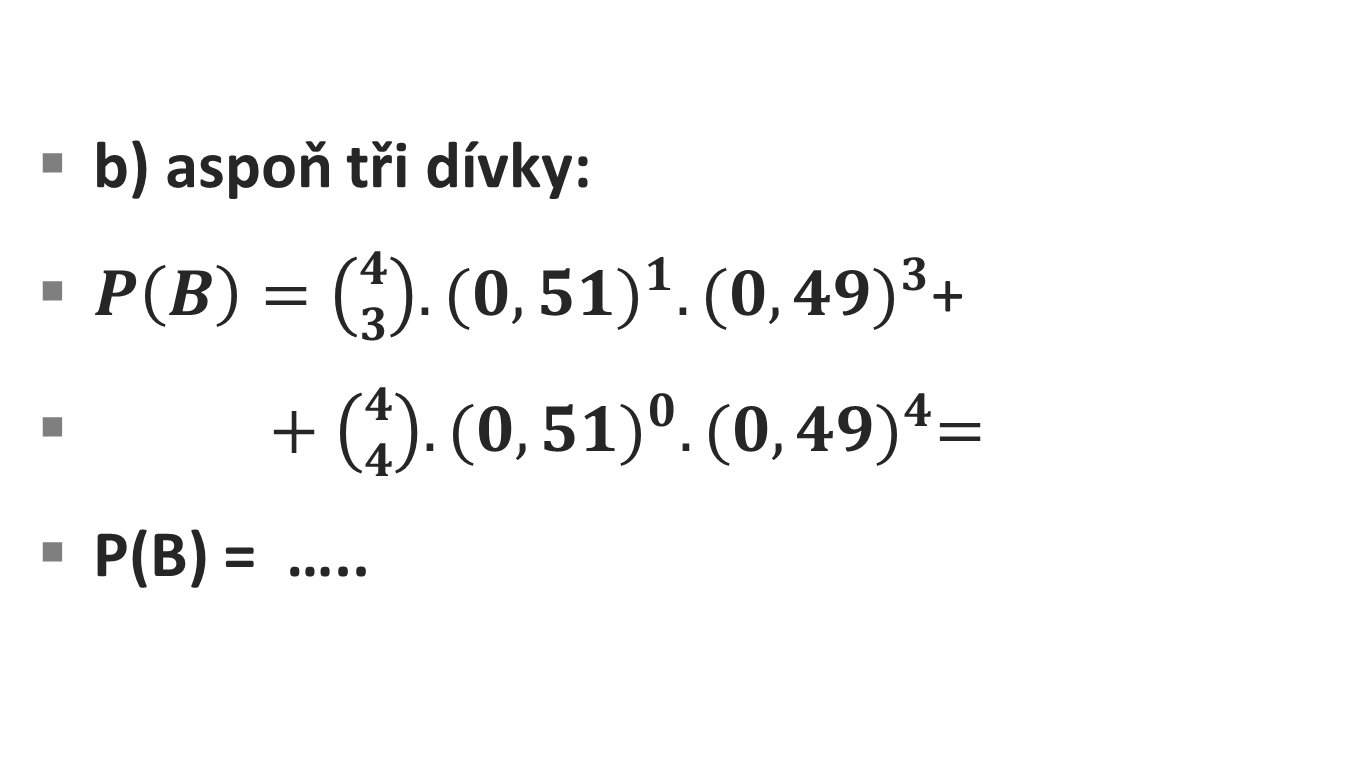 ▪ b) aspoň tři dívky:
▪ P(B) = (4 3) . (0, 51)^1 . (0, 49)^3+
▪ + (4 4) . (0, 51)^0 . (0, 49)^4=
▪ P(B) = …..